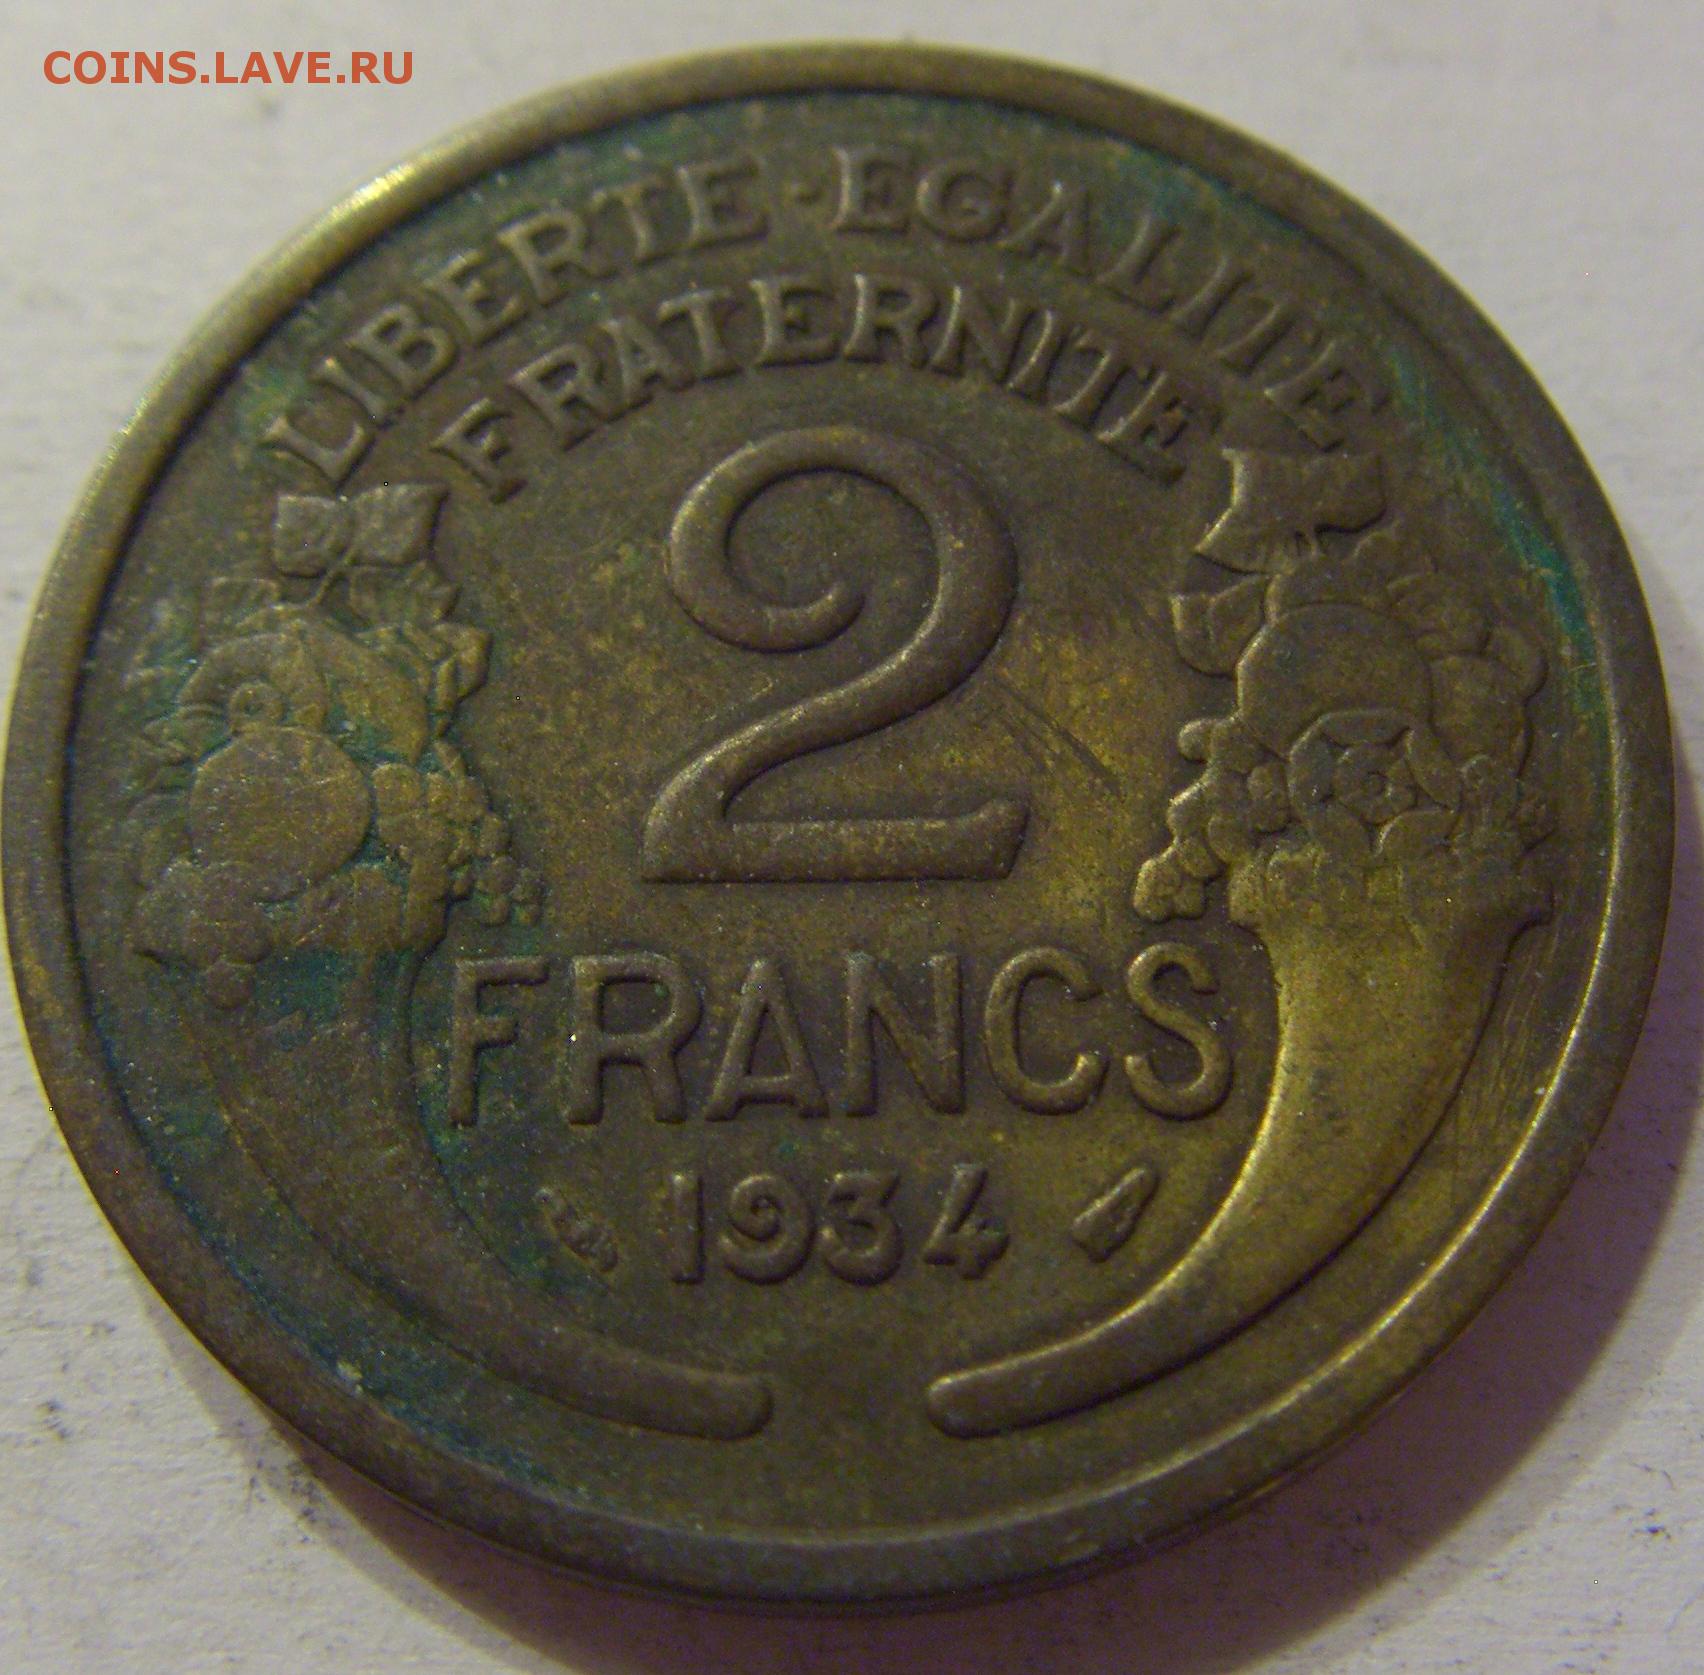 COINS.LAVE.RU
LIBERTE-EGALITE
FRATERNITE
2
FRANCS
1934